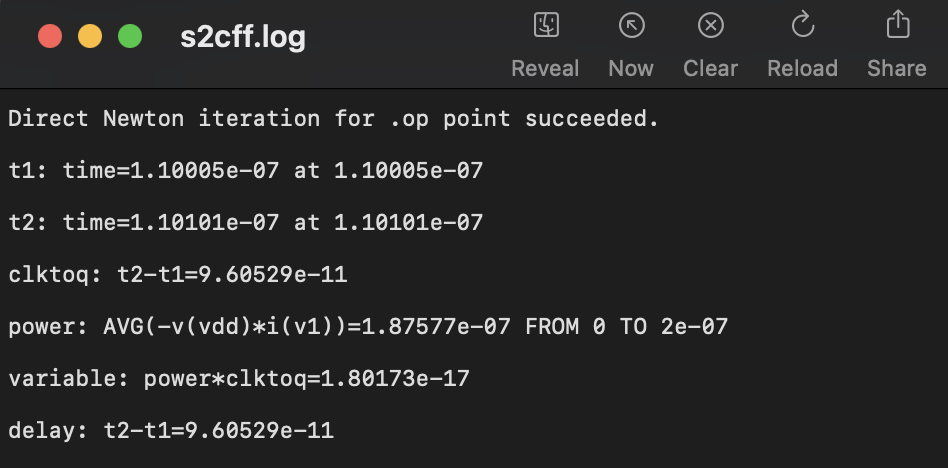 s2cff.log
Reveal Now Clear Reload Share
Direct Newton iteration for .op point succeeded.
t1: time=1.10005e-07 at 1.10005e-07
t2: time=1.10101e-07 at 1.10101e-07
clktoq: t2-t1=9.60529e-11
power: AVG(-v(vdd)*i(v1))=1.87577e-07 FROM 0 TO 2e-07
variable: power*clktoq=1.80173e-17
delay: t2-t1=9.60529e-11